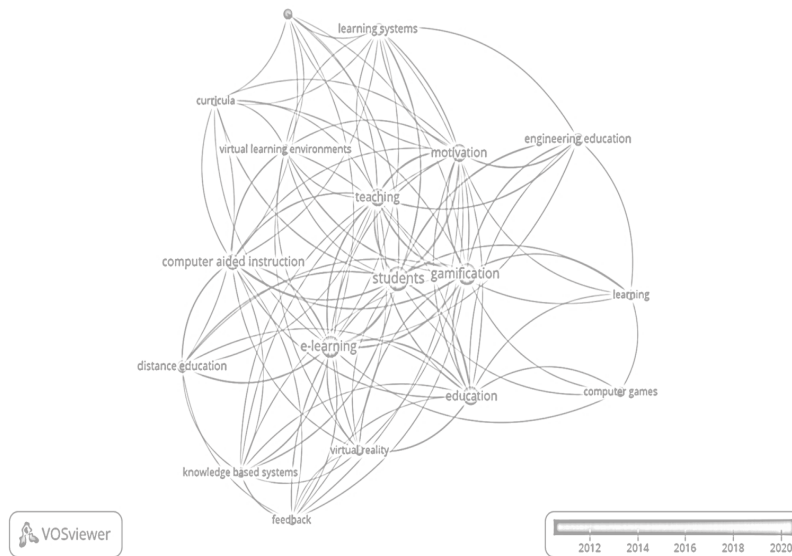 learning systems
curricula
engineering education
virtual learning environments
motivation
teaching
computer aided instruction
students
gamification
learning
e-learning
distance education
education
computer games
virtual reality
knowledge based systems
feedback
VOSviewer
2012 2014 2016 2018 2020